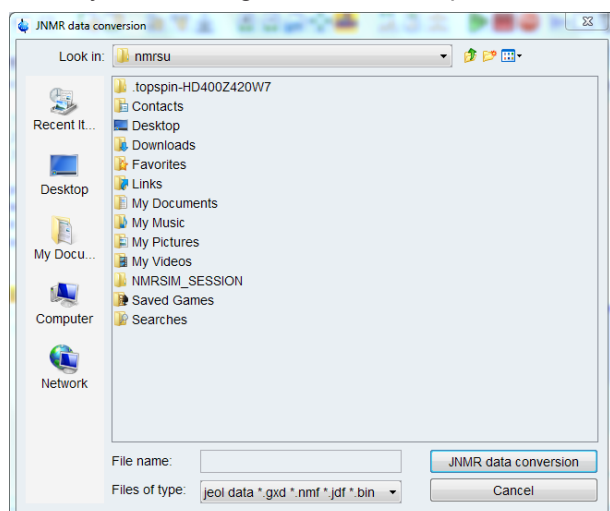 JNMR data conversion
Look in:
nmrsu
.topspin-HD400Z420W7
Contacts
Desktop
Downloads
Favorites
Links
My Documents
My Music
My Pictures
My Videos
NMRSIM_SESSION
Saved Games
Searches
Recent It...
Desktop
My Docu...
Computer
Network
File name:
JNMR data conversion
Files of type:
jeol data *.gxd *.nmf *.jdf *.bin
Cancel